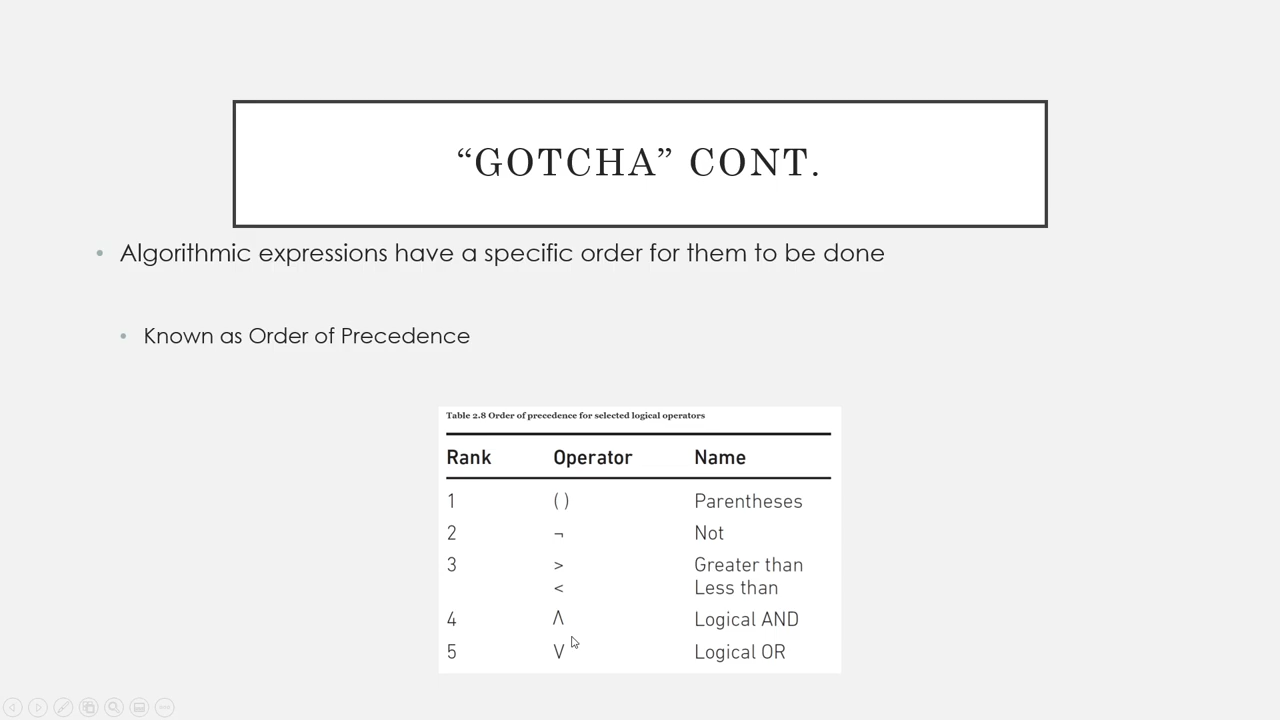 “GOTCHA” CONT.
• Algorithmic expressions have a specific order for them to be done
• Known as Order of Precedence
Table 2.8 Order of precedence for selected logical operators
Rank Operator Name
1 ( ) Parentheses
2 ¬ Not
3 > Greater than
< Less than
4 Λ Logical AND
5 V Logical OR